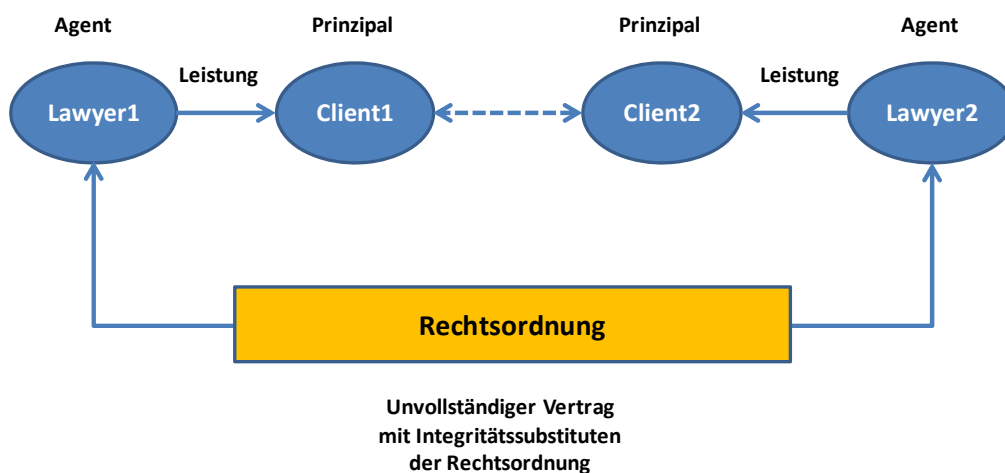 Agent Prinzipal Prinzipal Agent
Leistung Leistung
Lawyer1 Client1 Client2 Lawyer2
Rechtsordnung
Unvollständiger Vertrag
mit Integritätssubstituten
der Rechtsordnung